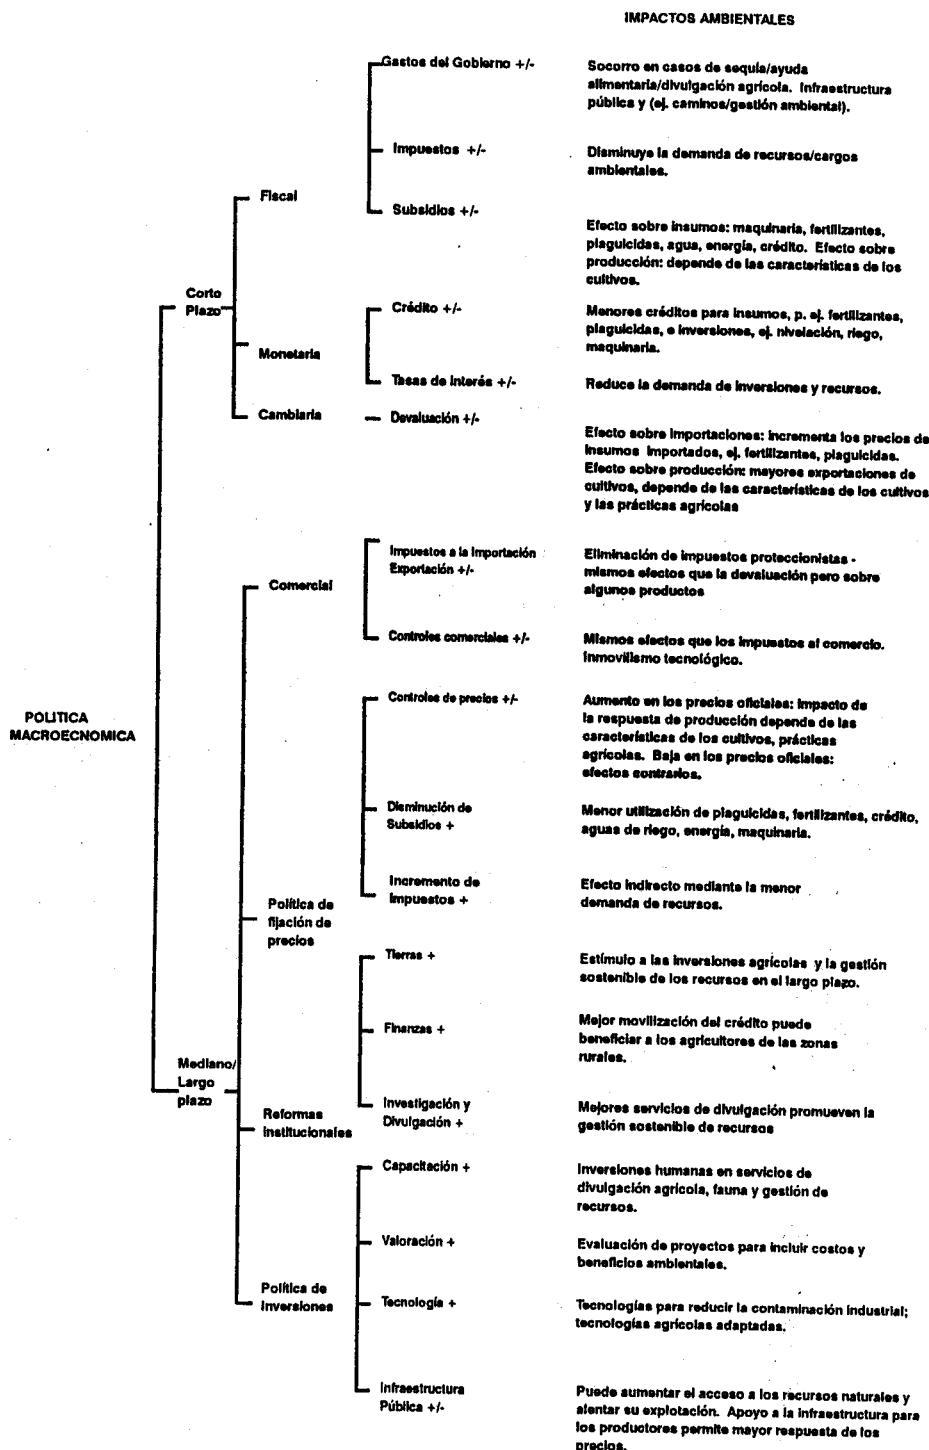 IMPACTOS AMBIENTALES
Gastos del Gobierno +/-
Socorro en casos de sequía/ayuda
alimentaria/divulgación agrícola. Infraestructura
pública y (ej. caminos/gestión ambiental).
Impuestos +/-
Disminuye la demanda de recursos/cargos
ambientales.
Fiscal
Subsidios +/-
Efecto sobre insumos: maquinaria, fertilizantes,
plaguicidas, agua, energía, crédito. Efecto sobre
producción: depende de las características de los
cultivos.
Corto
Plazo
Crédito +/-
Menores créditos para insumos, p. ej. fertilizantes,
plaguicidas, e inversiones, ej. nivelación, riego,
maquinaria.
Monetaria
Tasas de interés +/-
Reduce la demanda de inversiones y recursos.
Cambiaria
Devaluación +/-
Efecto sobre importaciones: incrementa los precios de
insumos importados, ej. fertilizantes, plaguicidas.
Efecto sobre producción: mayores exportaciones de
cultivos, depende de las características de los cultivos
y las prácticas agrícolas
Comercial
Impuestos a la importación
Exportación +/-
Eliminación de impuestos proteccionistas -
mismos efectos que la devaluación pero sobre
algunos productos
Controles comerciales +/-
Mismos efectos que los impuestos al comercio.
Inmovilismo tecnológico.
POLITICA
MACROECNOMICA
Controles de precios +/-
Aumento en los precios oficiales: impacto de
la respuesta de producción depende de las
características de los cultivos, prácticas
agrícolas. Baja en los precios oficiales:
efectos contrarios.
Disminución de
Subsidios +
Menor utilización de plaguicidas, fertilizantes, crédito,
aguas de riego, energía, maquinaria.
Incremento de
Impuestos +
Efecto indirecto mediante la menor
demanda de recursos.
Política de
fijación de
precios
Tierras +
Estímulo a las inversiones agrícolas y la gestión
sostenible de los recursos en el largo plazo.
Finanzas +
Mejor movilización del crédito puede
beneficiar a los agricultores de las zonas
rurales.
Mediano/
Largo
plazo
Reformas
institucionales
Investigación y
Divulgación +
Mejores servicios de divulgación promueven la
gestión sostenible de recursos
Capacitación +
Inversiones humanas en servicios de
divulgación agrícola, fauna y gestión de
recursos.
Valoración +
Evaluación de proyectos para incluir costos y
beneficios ambientales.
Política de
Inversiones
Tecnología +
Tecnologías para reducir la contaminación industrial;
tecnologías agrícolas adaptadas.
Infraestructura
Pública +/-
Puede aumentar el acceso a los recursos naturales y
alentar su explotación. Apoyo a la infraestructura para
los productores permite mayor respuesta de los
precios.